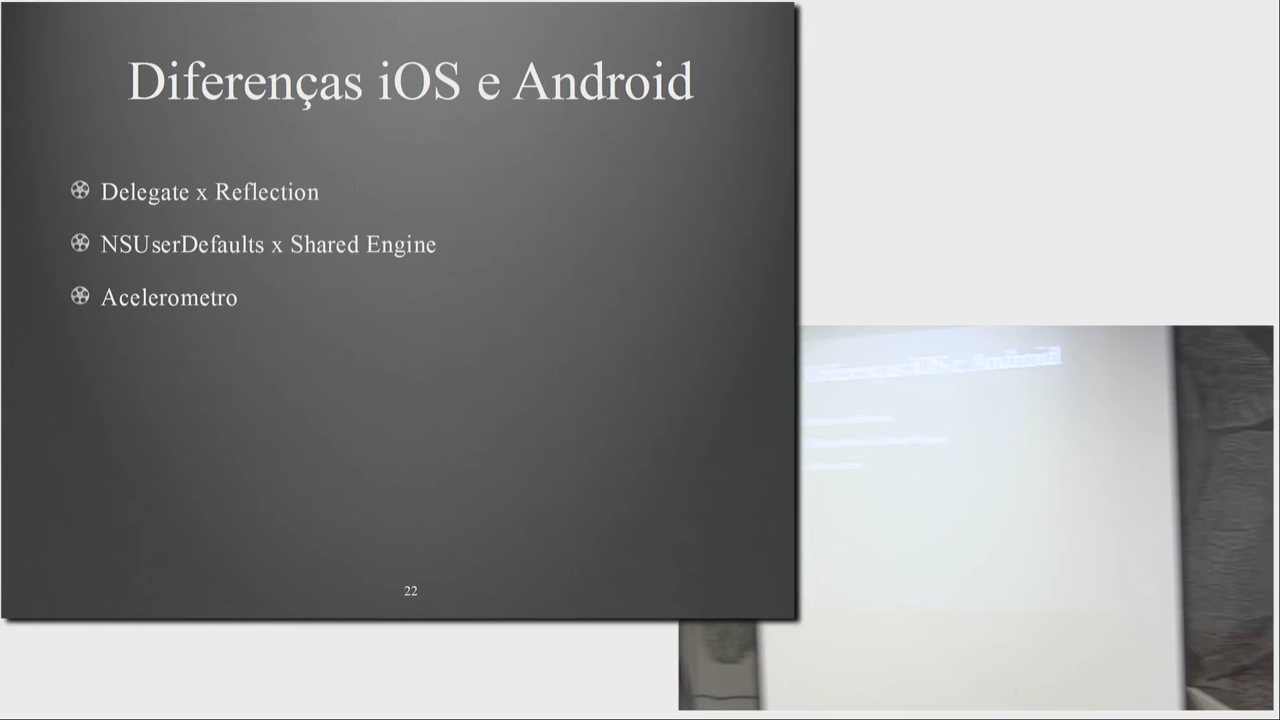 Diferenças iOS e Android
Delegate x Reflection
NSUserDefaults x Shared Engine
Acelerometro
22